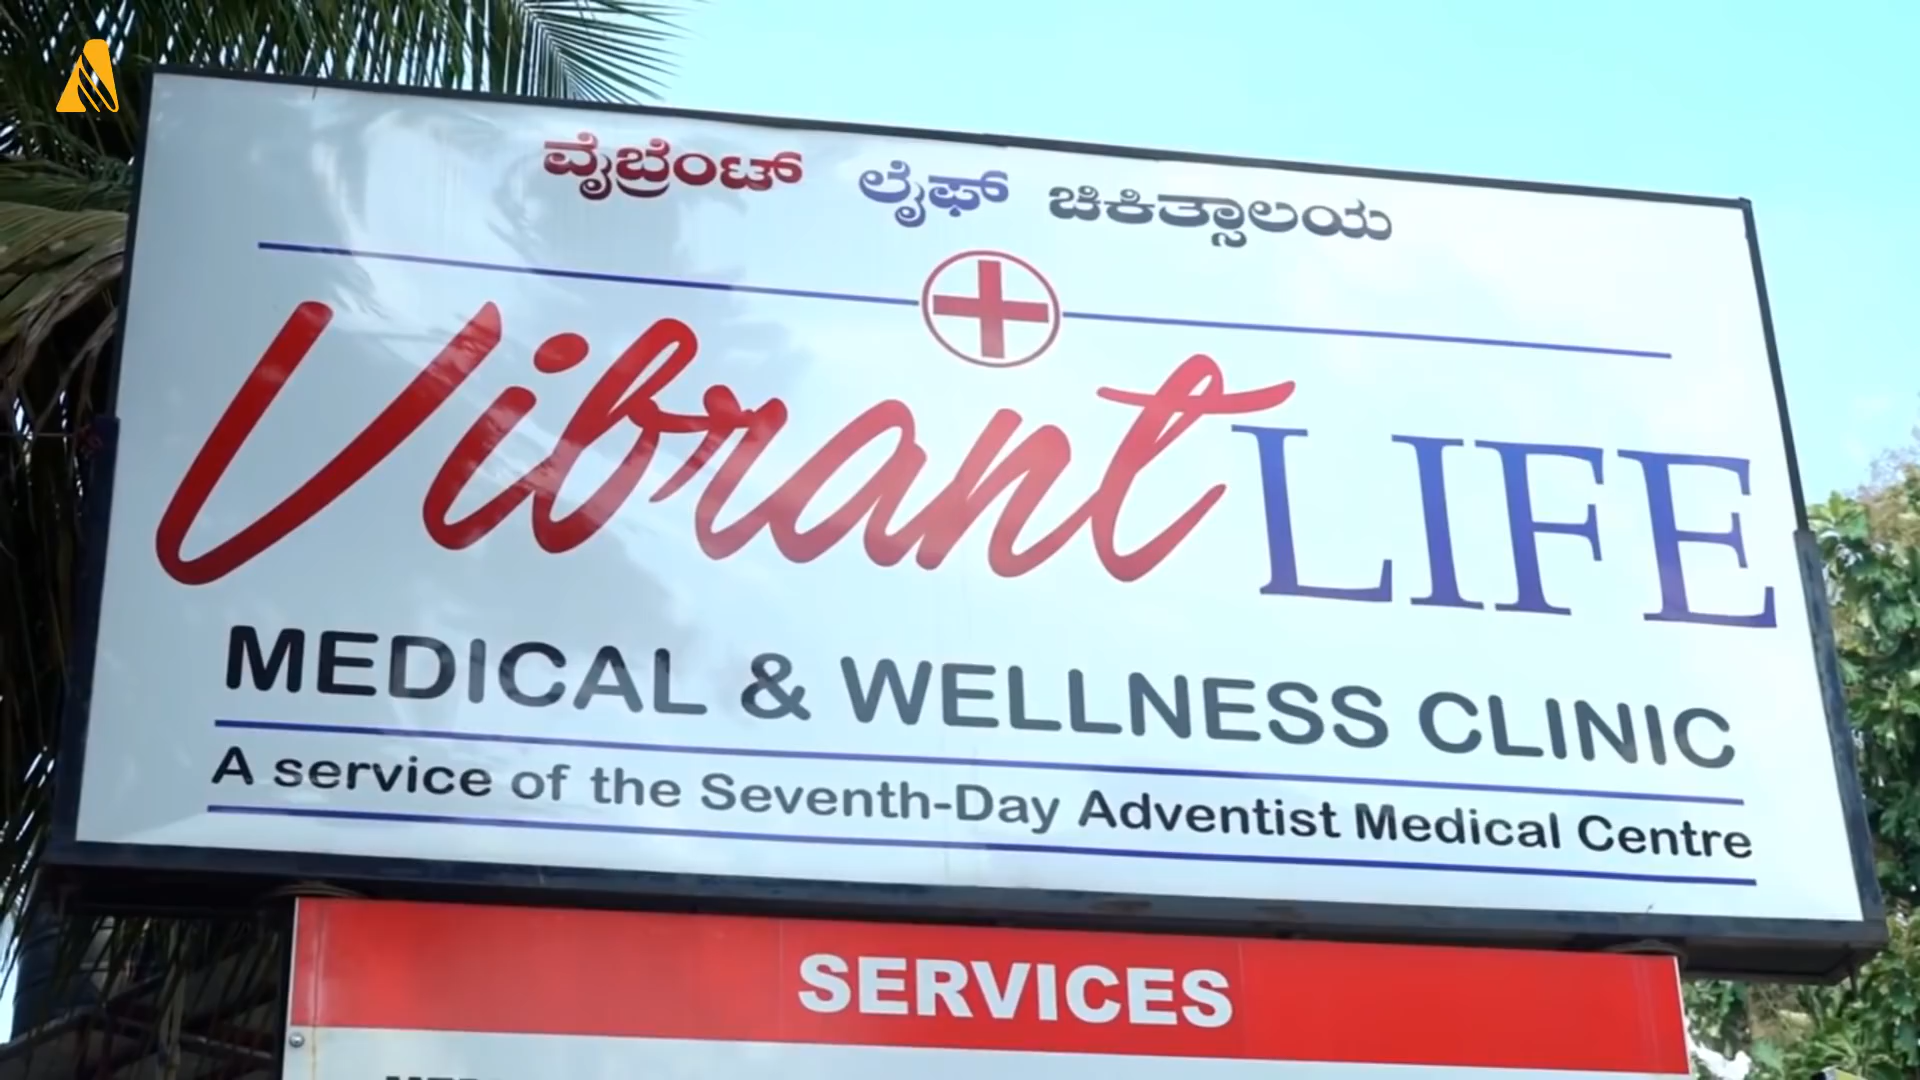 ವೈಬ್ರೆಂಟ್ ಲೈಫ್ ಚಿಕಿತ್ಸಾಲಯ
Vibrant LIFE
MEDICAL & WELLNESS CLINIC
A service of the Seventh-Day Adventist Medical Centre
SERVICES